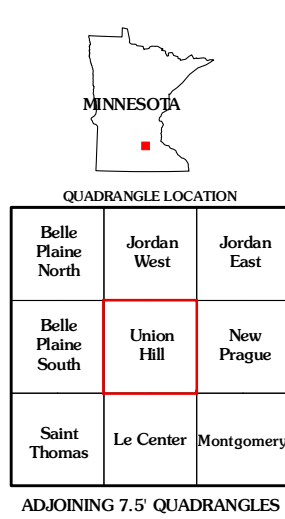 MINNESOTA
QUADRANGLE LOCATION
Belle
Plaine
North
Jordan
West
Jordan
East
Belle
Plaine
South
Union
Hill
New
Prague
Saint
Thomas
Le Center
Montgomery
ADJOINING 7.5' QUADRANGLES